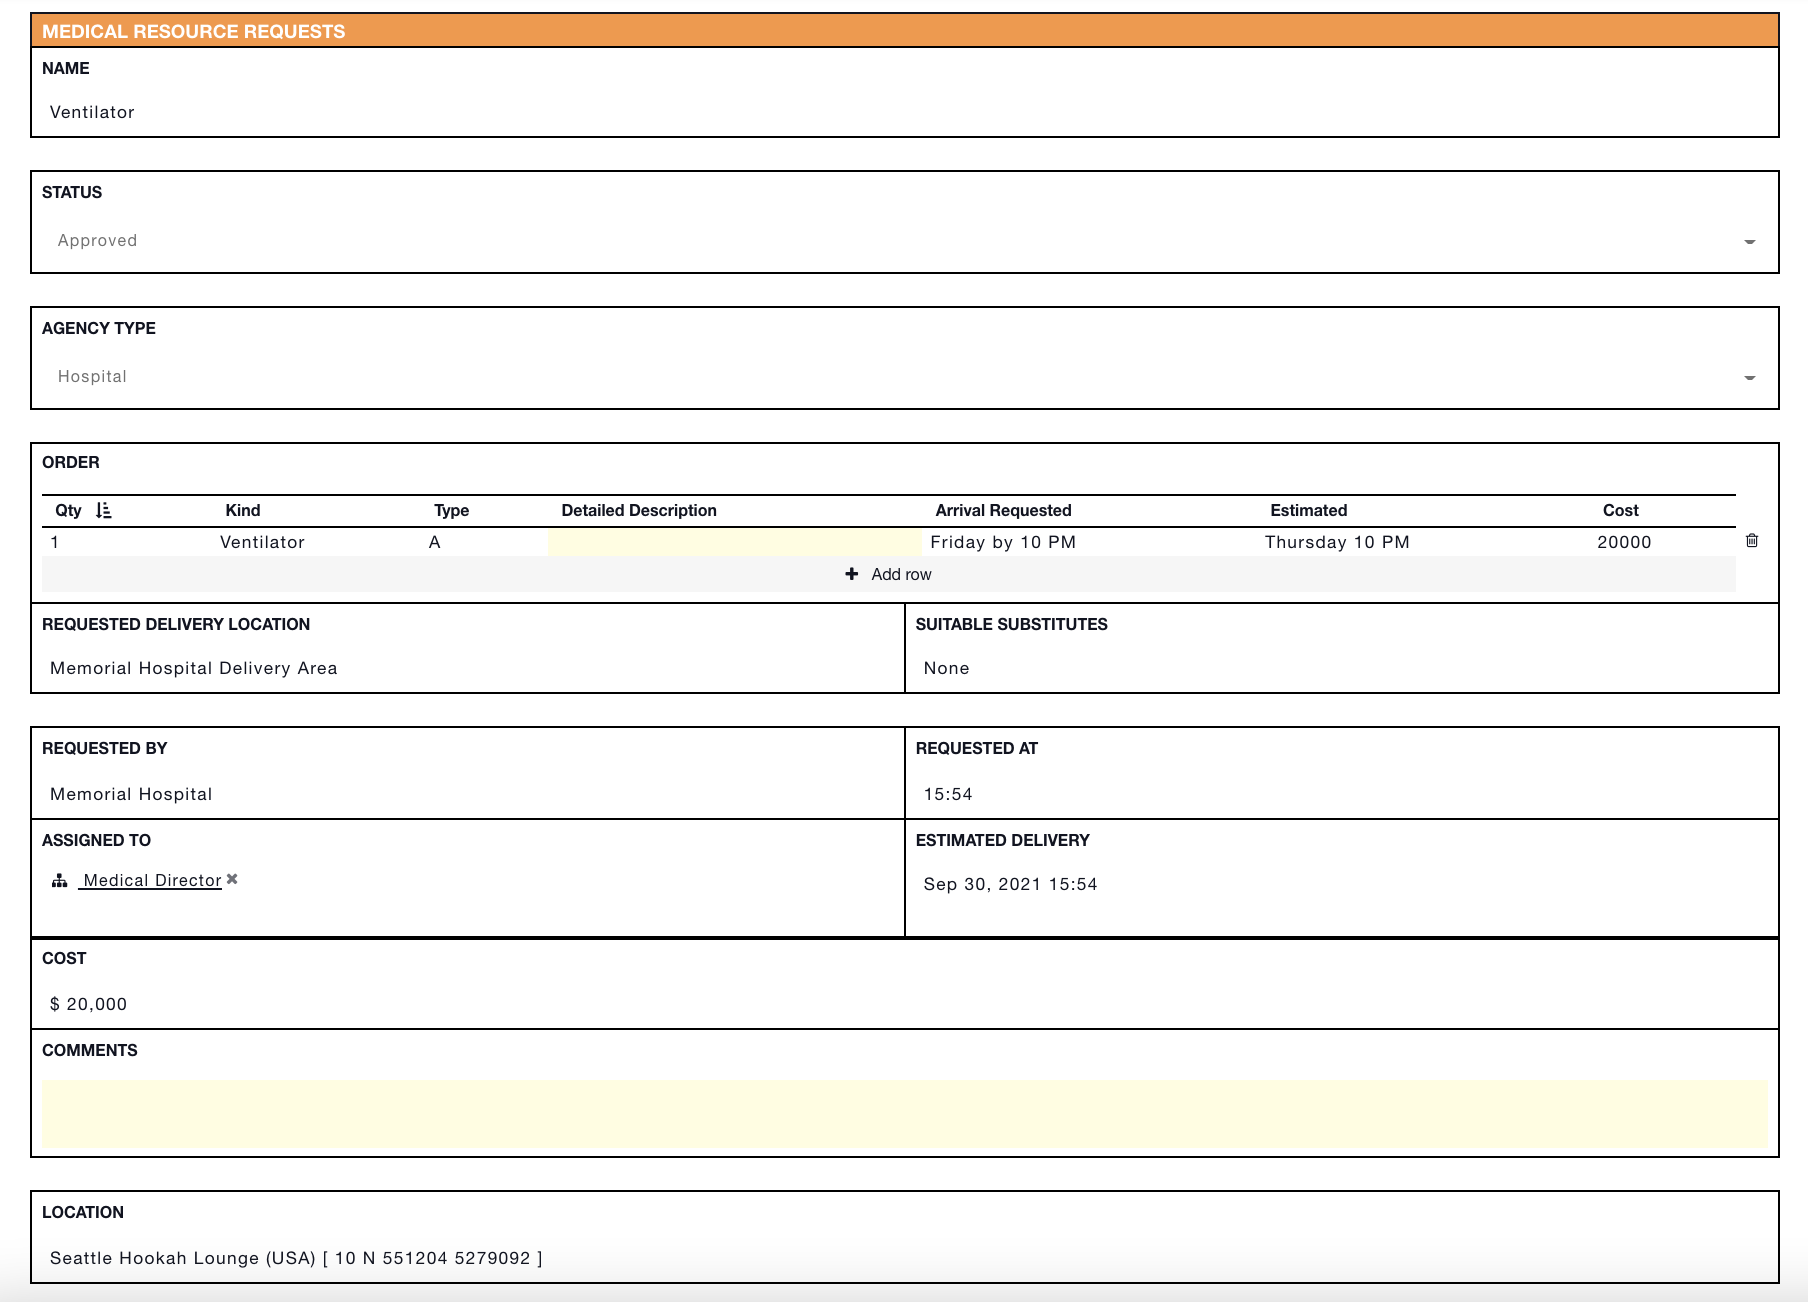 MEDICAL RESOURCE REQUESTS
NAME
Ventilator
STATUS
Approved
AGENCY TYPE
Hospital
ORDER
Qty Kind Type Detailed Description Arrival Requested Estimated Cost
1 Ventilator A Friday by 10 PM Thursday 10 PM 20000
Add row
REQUESTED DELIVERY LOCATION SUITABLE SUBSTITUTES
Memorial Hospital Delivery Area None
REQUESTED BY REQUESTED AT
Memorial Hospital 15:54
ASSIGNED TO ESTIMATED DELIVERY
Medical Director Sep 30, 2021 15:54
COST
$ 20,000
COMMENTS
LOCATION
Seattle Hookah Lounge (USA) [ 10 N 551204 5279092 ]